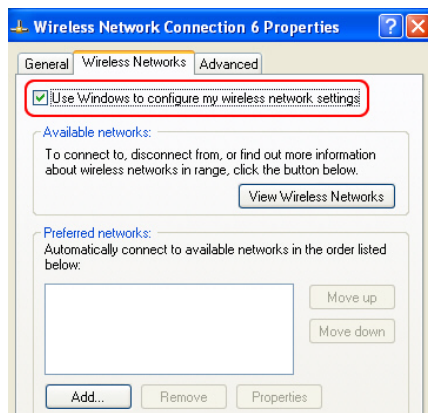 Wireless Network Connection 6 Properties
General Wireless Networks Advanced
Use Windows to configure my wireless network settings
Available networks:
To connect to, disconnect from, or find out more information
about wireless networks in range, click the button below.
View Wireless Networks
Preferred networks:
Automatically connect to available networks in the order listed
below:
Move up
Move down
Add... Remove Properties